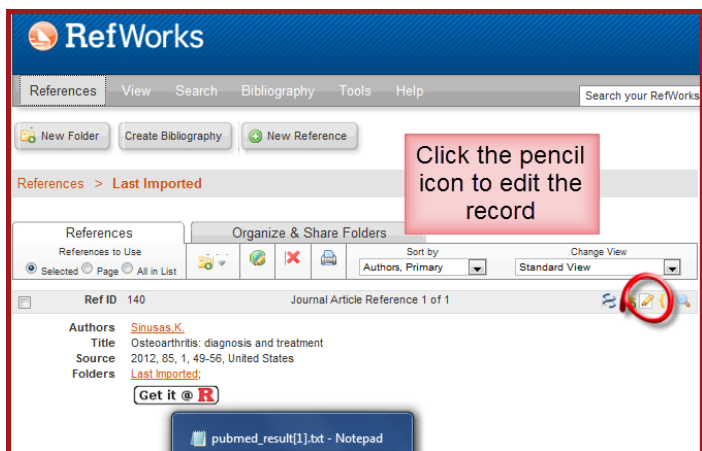 RefWorks
References View Search Bibliography Tools Help
Search your RefWorks
New Folder Create Bibliography New Reference
Click the pencil
icon to edit the
record
References > Last Imported
References Organize & Share Folders
References to Use
Selected Page All in List
Sort by
Authors, Primary
Change View
Standard View
Ref ID 140 Journal Article Reference 1 of 1
Authors Sinusas,K.
Title Osteoarthritis: diagnosis and treatment
Source 2012, 85, 1, 49-56, United States
Folders Last Imported;
Get it @ R
pubmed_result[1].txt - Notepad